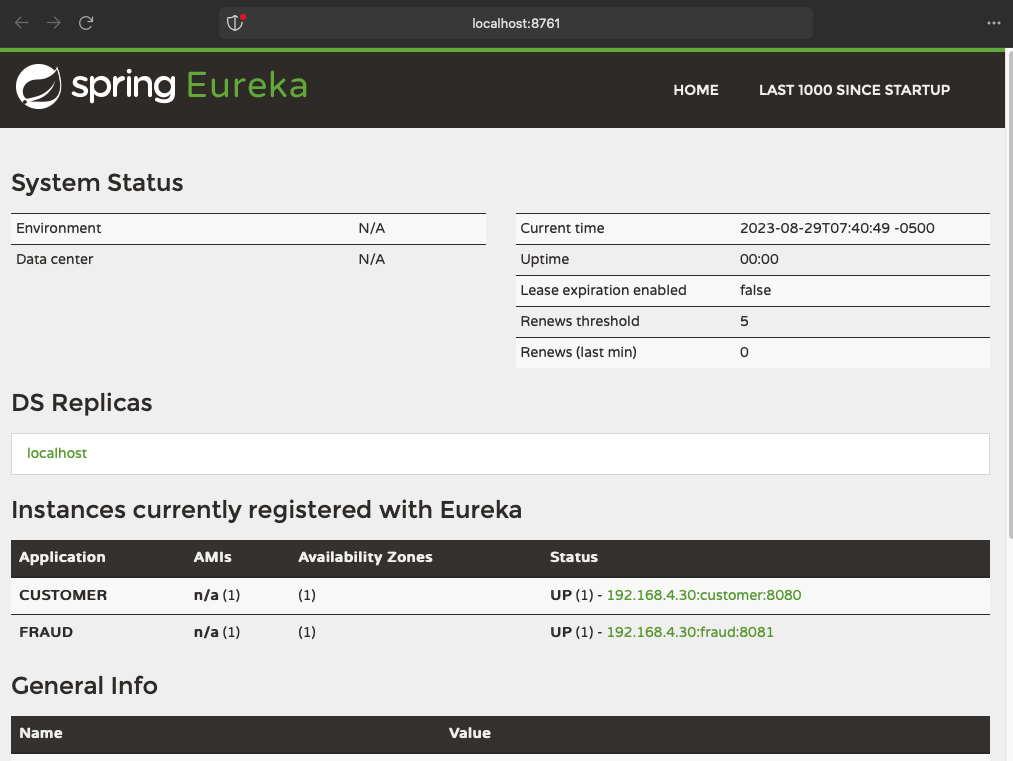 localhost:8761
spring Eureka
HOME LAST 1000 SINCE STARTUP
System Status
Environment N/A
Data center N/A
Current time 2023-08-29T07:40:49 -0500
Uptime 00:00
Lease expiration enabled false
Renews threshold 5
Renews (last min) 0
DS Replicas
localhost
Instances currently registered with Eureka
Application AMIs Availability Zones Status
CUSTOMER n/a (1) (1) UP (1) - 192.168.4.30:customer:8080
FRAUD n/a (1) (1) UP (1) - 192.168.4.30:fraud:8081
General Info
Name Value